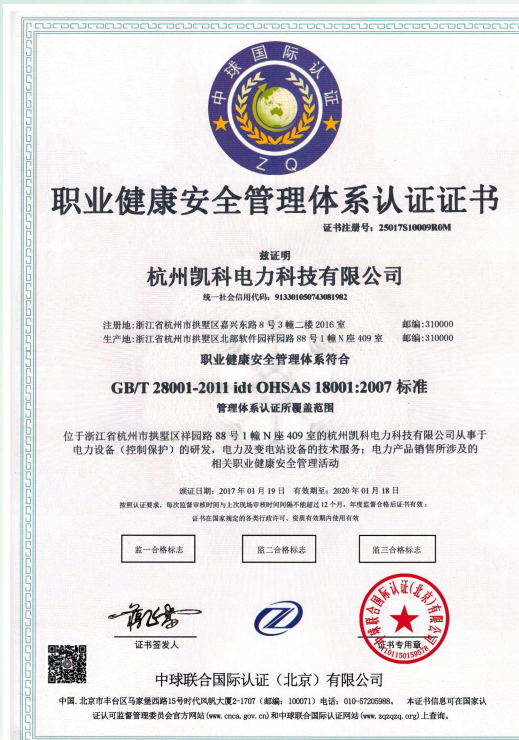 中球国际认证
ZQ
职业健康安全管理体系认证证书
证书注册号：25017S10009R0M
兹证明
杭州凯科电力科技有限公司
统一社会信用代码：913301050743081982
注册地:浙江省杭州市拱墅区嘉兴东路8号3幢二楼2016室 邮编:310000
生产地:浙江省杭州市拱墅区北部软件园祥园路88号1幢N座409室 邮编:310000
职业健康安全管理体系符合
GB/T 28001-2011 idt OHSAS 18001:2007 标准
管理体系认证所覆盖范围
位于浙江省杭州市拱墅区祥园路88号1幢N座409室的杭州凯科电力科技有限公司从事于
电力设备（控制保护）的研发，电力及变电站设备的技术服务；电力产品销售所涉及的
相关职业健康安全管理活动
颁证日期：2017年01月19日 有效期至：2020年01月18日
按照认证要求，每次监督审核时间与上次现场审核时间间隔不能超过12个月，年度监督合格后证书有效；
证书在国家规定的各类行政许可、资质有效期内使用有效
监一合格标志 监二合格标志 监三合格标志
中球联合国际认证(北京)有限公司
证书专用章
1101150159578
证书签发人
中球联合国际认证（北京）有限公司
中国.北京市丰台区马家堡西路15号时代风帆大厦2-1707（邮编：100071）电话：010-57205988。 本证书信息可在国家认
证认可监督管理委员会官方网站(www.cnca.gov.cn)和中球联合国际认证网站(www.zqzqzq.org)上查询。